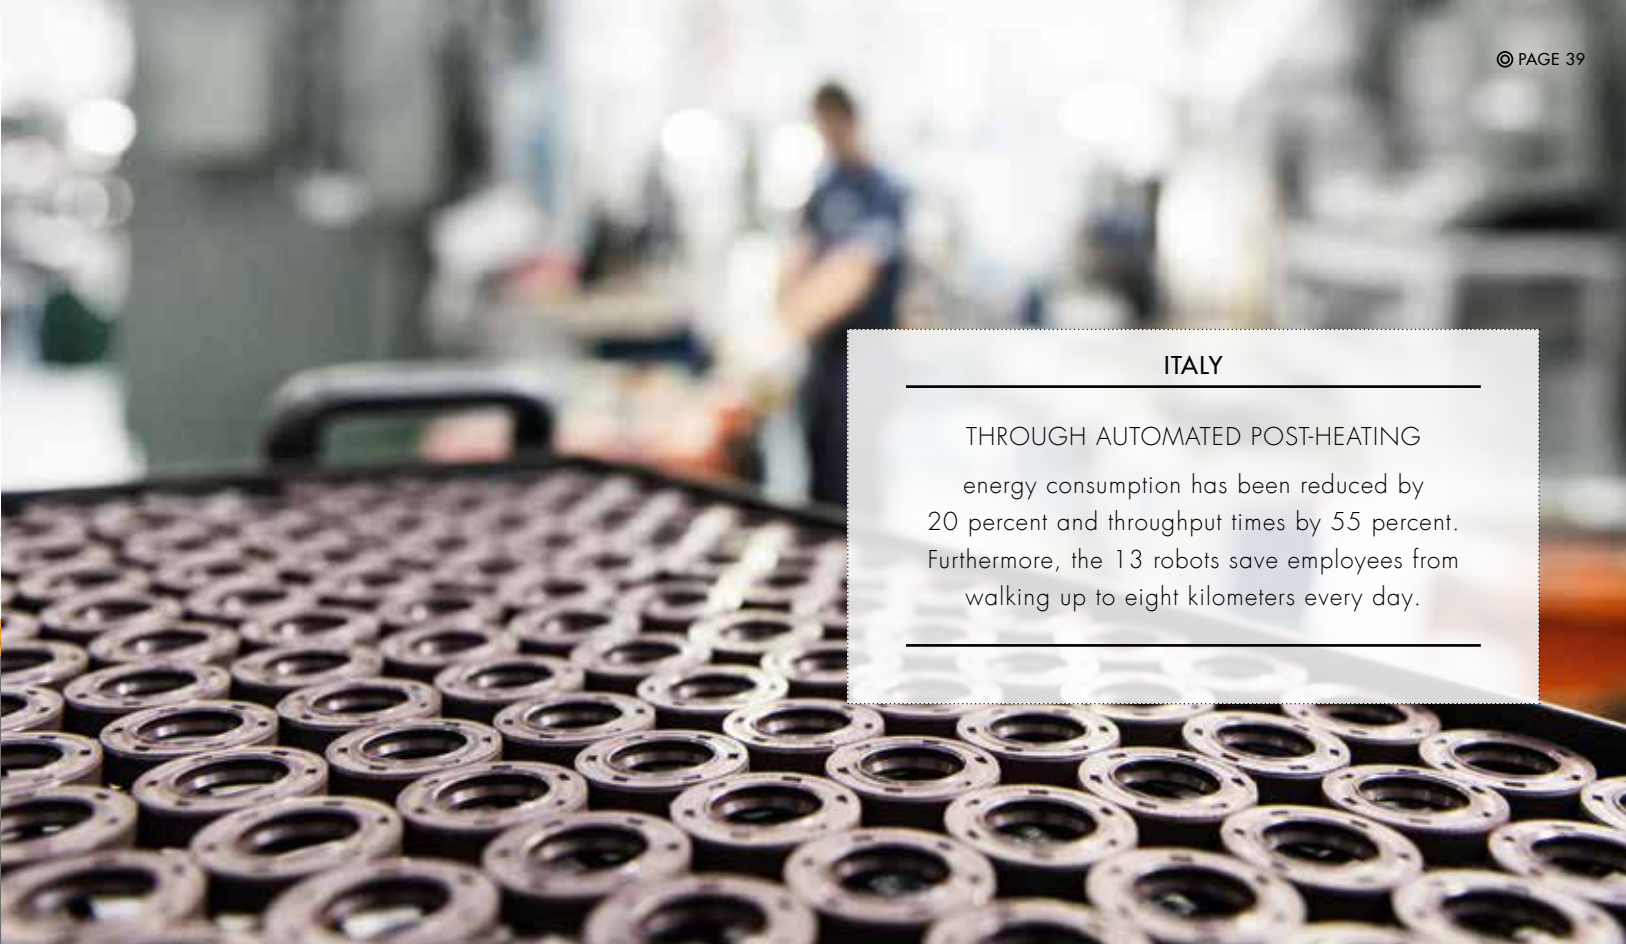 PAGE 39
ITALY
THROUGH AUTOMATED POST-HEATING
energy consumption has been reduced by
20 percent and throughput times by 55 percent.
Furthermore, the 13 robots save employees from
walking up to eight kilometers every day.